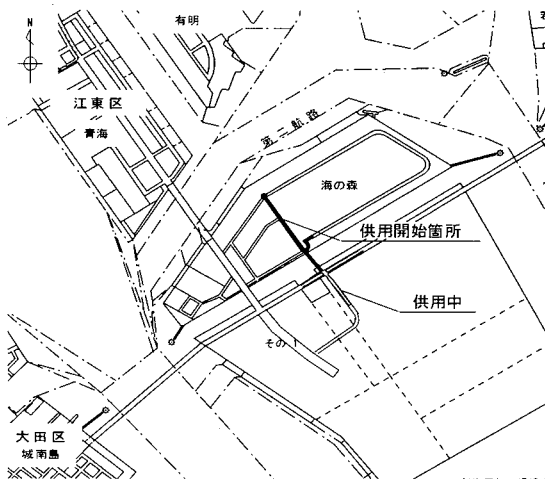 N
有明
江東区
青海
第三航路
海の森
供用開始箇所
供用中
その1
大田区
城南島